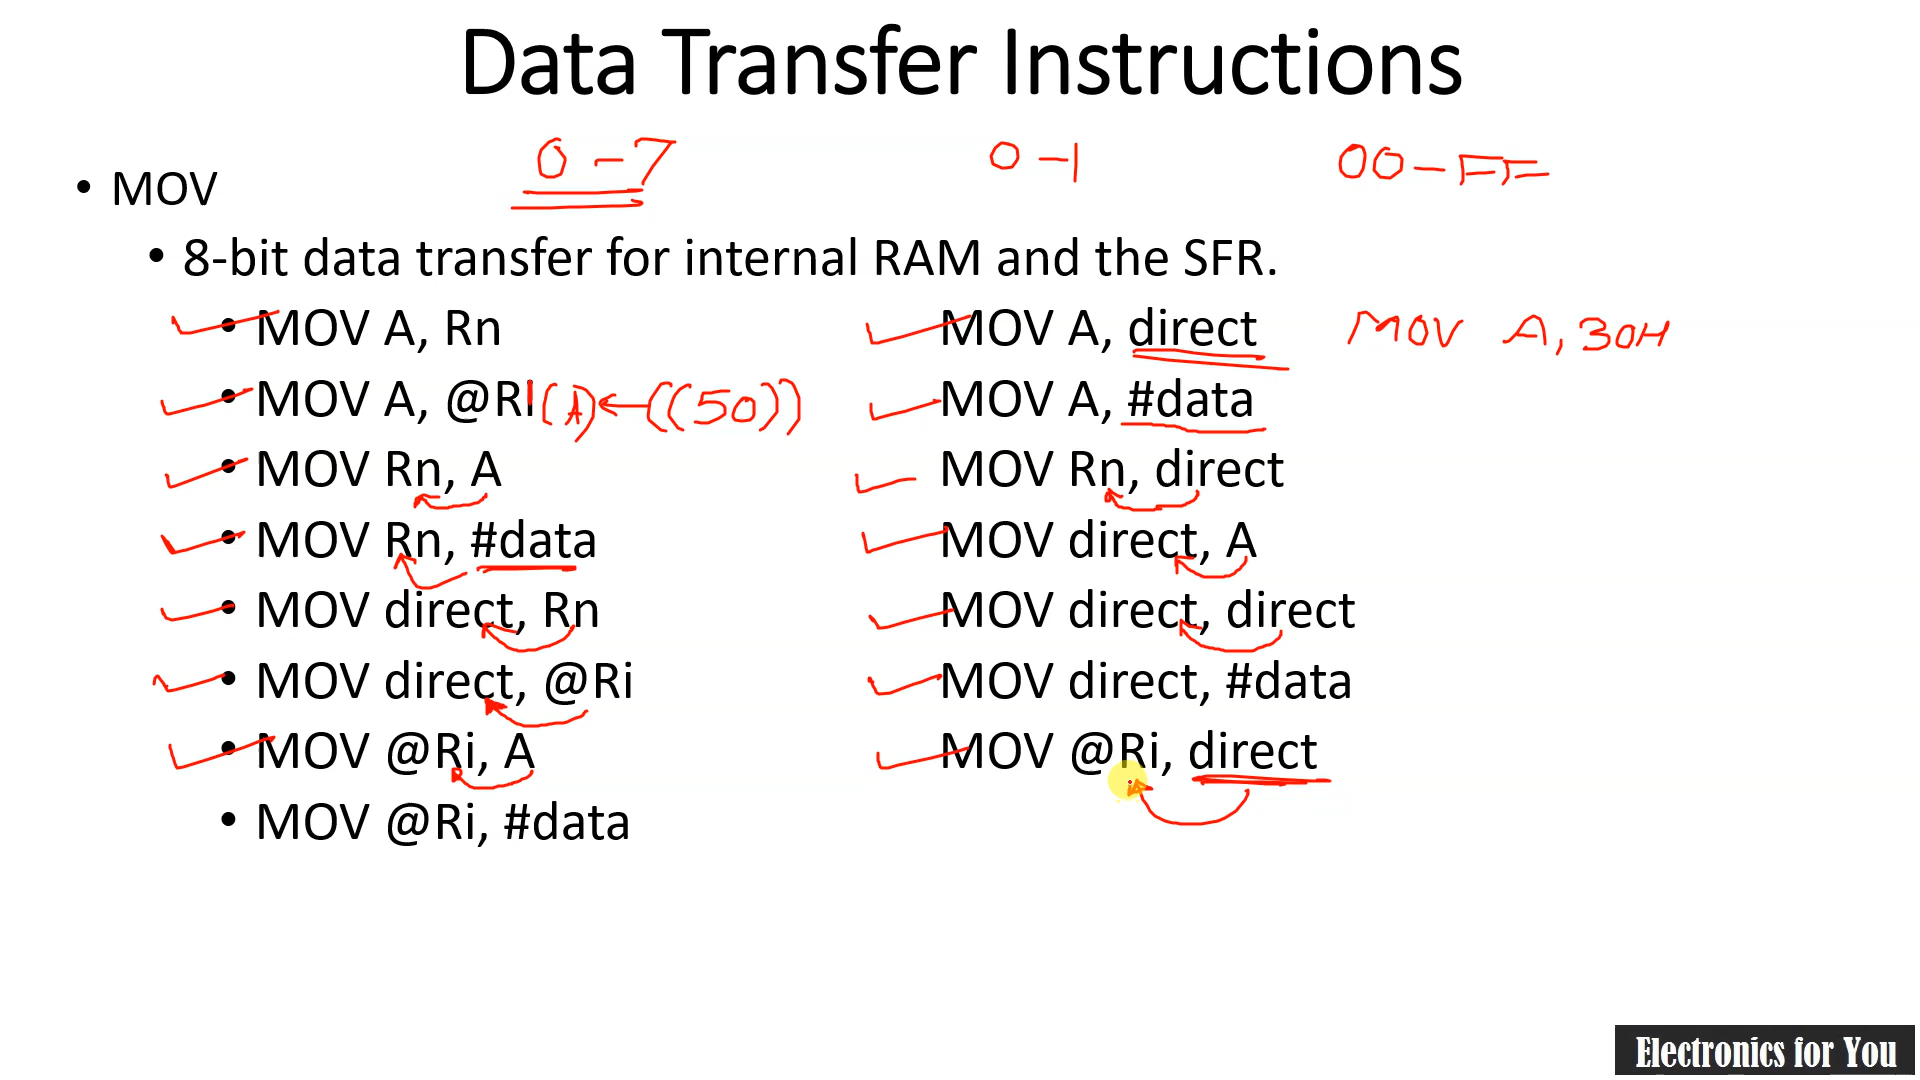 Data Transfer Instructions
0 - 7
0 - 1
00 - FF
• MOV
• 8-bit data transfer for internal RAM and the SFR.
• MOV A, Rn
MOV A, direct
MOV A, 30H
• MOV A, @Ri
(A) ← ((50))
MOV A, #data
• MOV Rn, A
MOV Rn, direct
• MOV Rn, #data
MOV direct, A
• MOV direct, Rn
MOV direct, direct
• MOV direct, @Ri
MOV direct, #data
• MOV @Ri, A
MOV @Ri, direct
• MOV @Ri, #data
Electronics for You